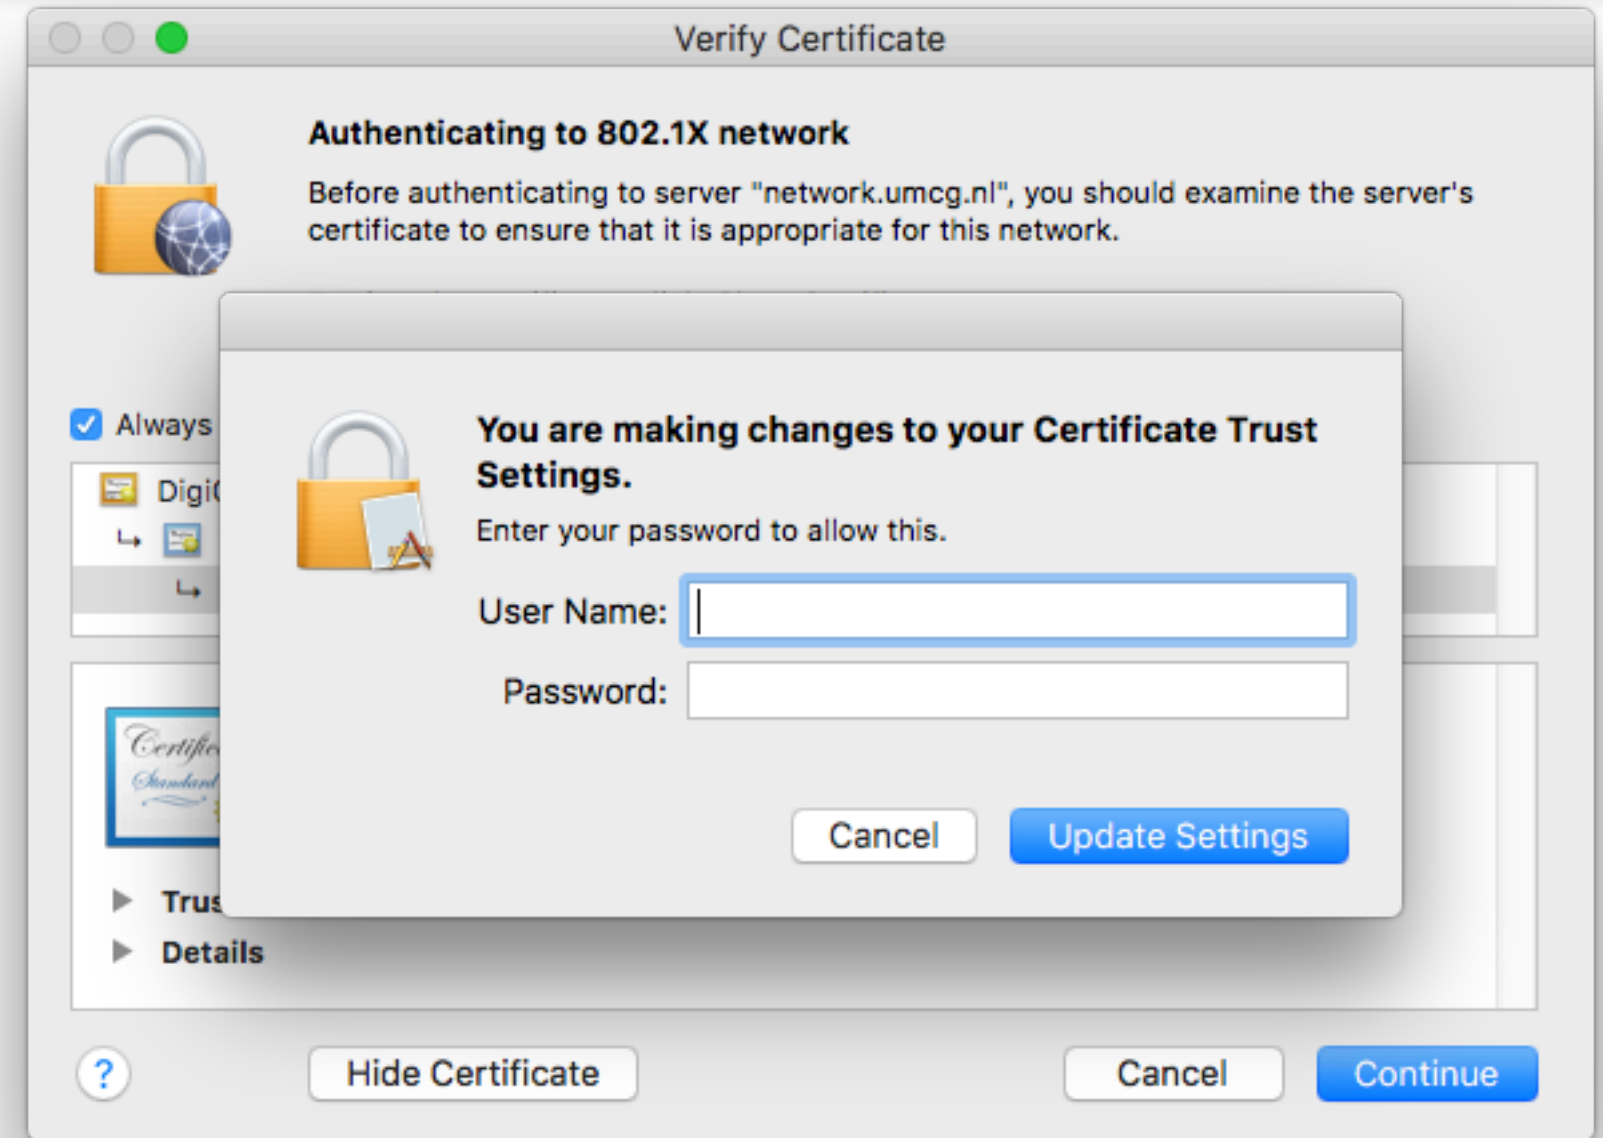 Verify Certificate
Authenticating to 802.1X network
Before authenticating to server "network.umcg.nl", you should examine the server's
certificate to ensure that it is appropriate for this network.
Always
You are making changes to your Certificate Trust
Settings.
Enter your password to allow this.
User Name:
Password:
Cancel
Update Settings
Standard
Details
?
Hide Certificate
Cancel
Continue